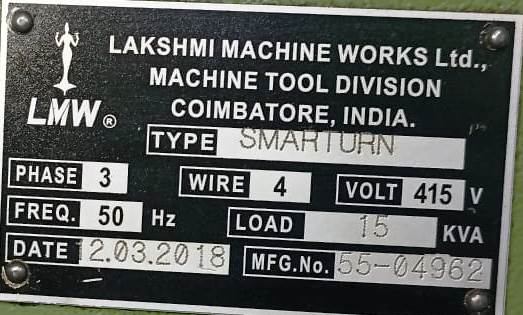 LAKSHMI MACHINE WORKS Ltd.,
MACHINE TOOL DIVISION
COIMBATORE, INDIA.
LMW ®
TYPE SMARTURN
PHASE 3 WIRE 4 VOLT 415 V
FREQ. 50 Hz LOAD 15 KVA
DATE 12.03.2018 MFG.No. 55-04962